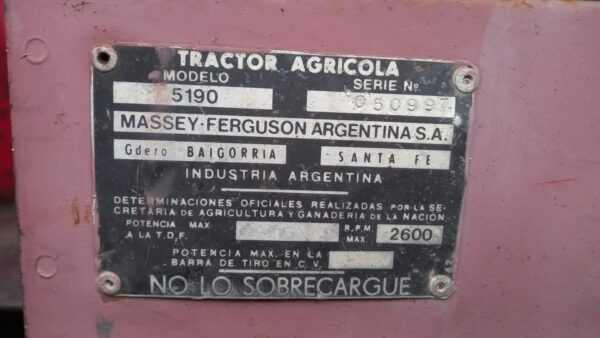 TRACTOR AGRICOLA
MODELO SERIE Nº
5190 050997
MASSEY-FERGUSON ARGENTINA S.A.
Gdero BAIGORRIA SANTA FE
INDUSTRIA ARGENTINA
DETERMINACIONES OFICIALES REALIZADAS POR LA SE-
CRETARIA DE AGRICULTURA Y GANADERIA DE LA NACION
POTENCIA MAX R.P.M.
A LA T.D.F. MAX. 2600
POTENCIA MAX. EN LA
BARRA DE TIRO EN C.V.
NO LO SOBRECARGUE